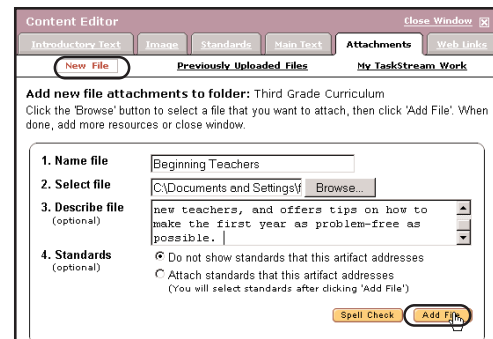 Content Editor Close Window
Introductory Text Image Standards Main Text Attachments Web Links
New File Previously Uploaded Files My TaskStream Work
Add new file attachments to folder: Third Grade Curriculum
Click the 'Browse' button to select a file that you want to attach, then click 'Add File'. When
done, add more resources or close window.
1. Name file Beginning Teachers
2. Select file C:\Documents and Settings\f Browse...
3. Describe file new teachers, and offers tips on how to
(optional) make the first year as problem-free as
possible.
4. Standards Do not show standards that this artifact addresses
(optional) Attach standards that this artifact addresses
(You will select standards after clicking 'Add File')
Spell Check Add File